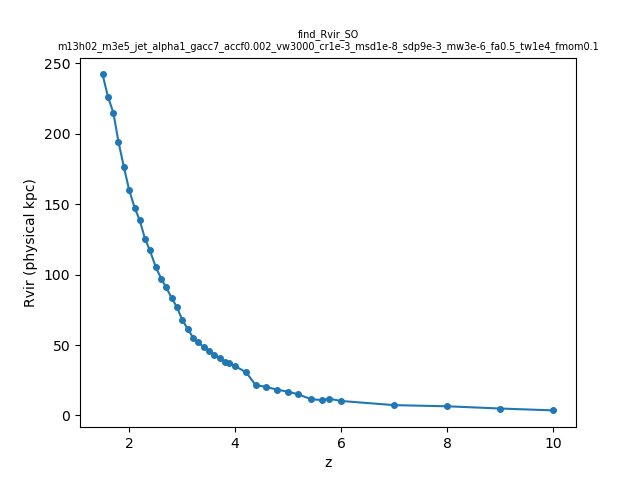 find_Rvir_SO
m13h02_m3e5_jet_alpha1_gacc7_accf0.002_vw3000_cr1e-3_msd1e-8_sdp9e-3_mw3e-6_fa0.5_tw1e4_fmom0.1
250
200
150
100
50
0
Rvir (physical kpc)
2 4 6 8 10
z